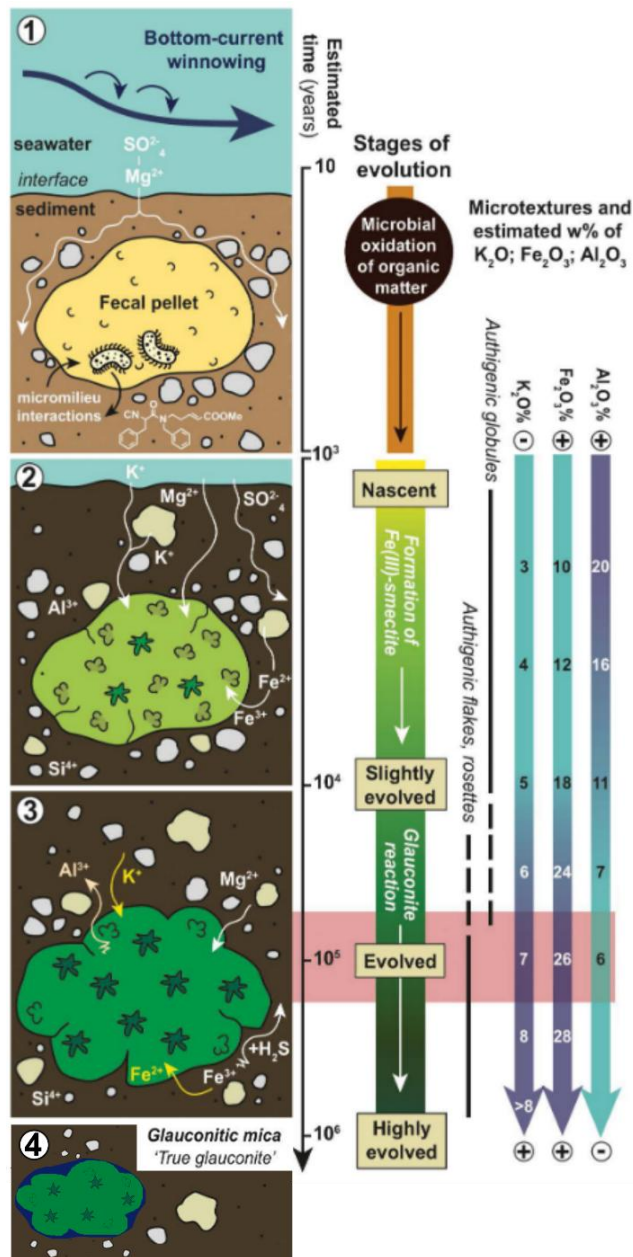 1
Bottom-current
winnowing
seawater
SO₄²⁻
Mg²⁺
interface
sediment
Fecal pellet
micromilieu
interactions
CN
O
N
COOMe
Estimated
time (years)
10
10³
10⁴
10⁵
10⁶
Stages of
evolution
Microbial
oxidation
of organic
matter
Nascent
Formation of
Fe(III)-smectite
Slightly
evolved
Glauconite
reaction
Evolved
Highly
evolved
Microtextures and
estimated w% of
K₂O; Fe₂O₃; Al₂O₃
Authigenic globules
Authigenic flakes, rosettes
K₂O%
Fe₂O₃%
Al₂O₃%
- + +
3 10 20
4 12 16
5 18 11
6 24 7
7 26 6
8 28
>8
+ + -
2
K⁺
Mg²⁺
SO₄²⁻
K⁺
Al³⁺
Fe²⁺
Fe³⁺
Si⁴⁺
3
Al³⁺
K⁺
Mg²⁺
+H₂S
Fe²⁺
Fe³⁺
Si⁴⁺
4
Glauconitic mica
'True glauconite'